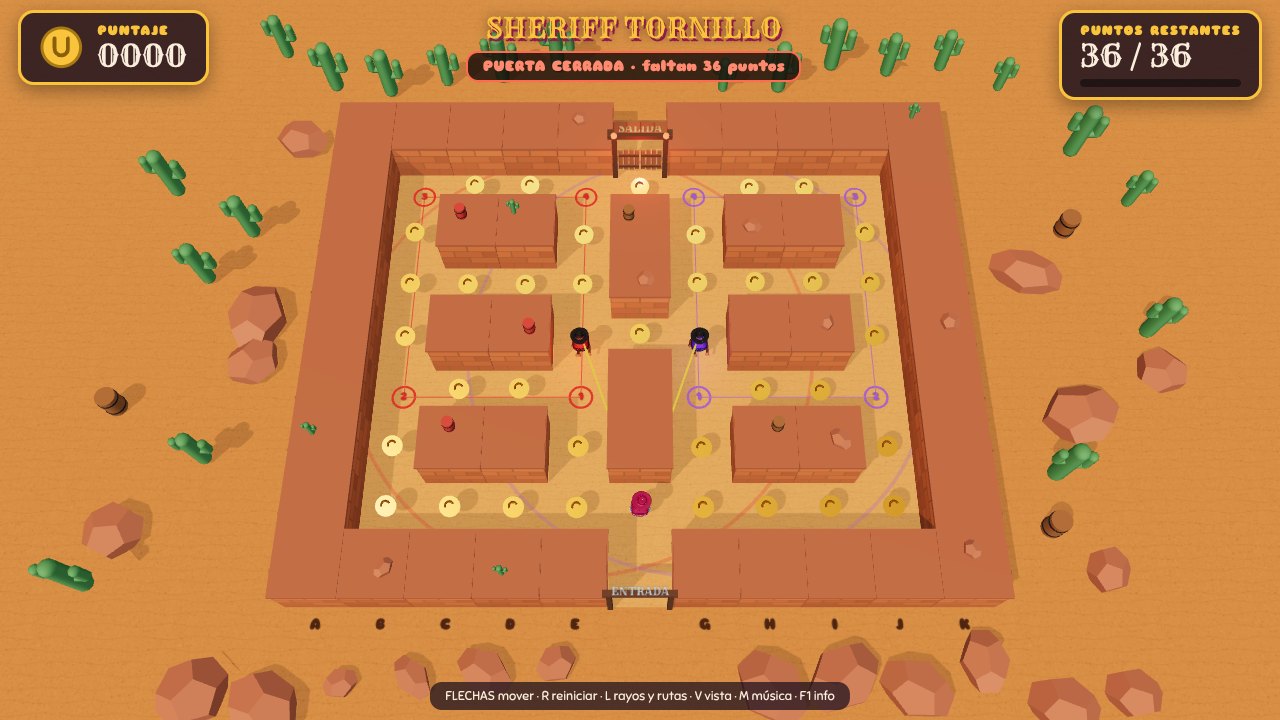 SHERIFF TORNILLO
PUNTAJE
0000
PUERTA CERRADA · faltan 36 puntos
PUNTOS RESTANTES
36 / 36
SALIDA
ENTRADA
A B C D E G H I J K
FLECHAS mover · R reiniciar · L rayos y rutas · V vista · M música · F1 info